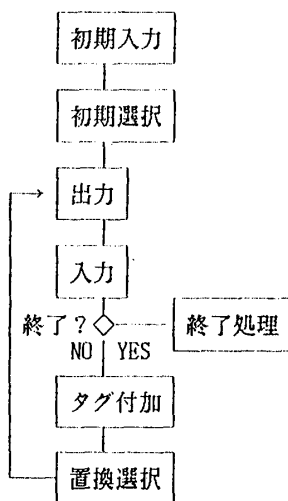 初期入力
初期選択
出力
入力
終了?
終了処理
NO YES
タグ付加
置換選択